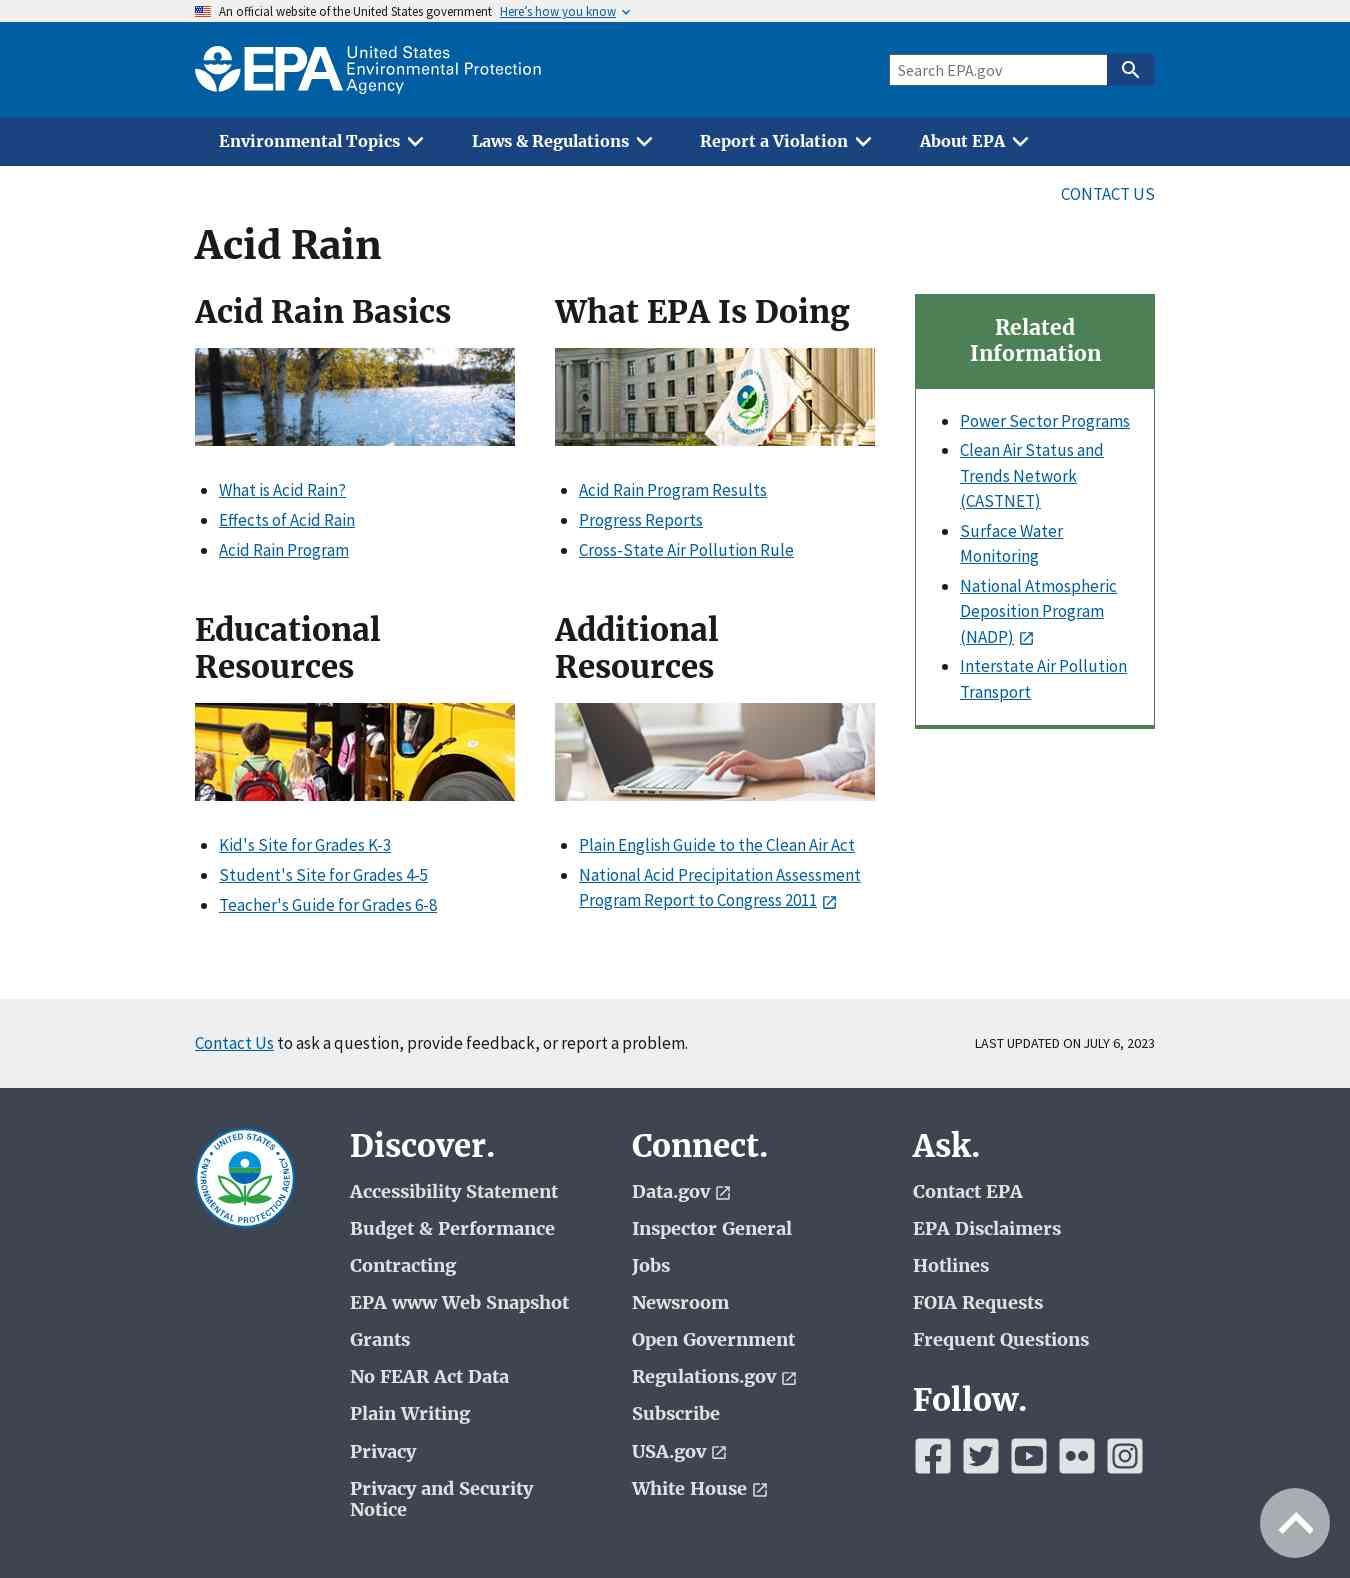 An official website of the United States government Here's how you know
EPA United States
Environmental Protection
Agency
Search EPA.gov
Environmental Topics
Laws & Regulations
Report a Violation
About EPA
CONTACT US
Acid Rain
Acid Rain Basics
What is Acid Rain?
Effects of Acid Rain
Acid Rain Program
What EPA Is Doing
Acid Rain Program Results
Progress Reports
Cross-State Air Pollution Rule
Related
Information
Power Sector Programs
Clean Air Status and
Trends Network
(CASTNET)
Surface Water
Monitoring
National Atmospheric
Deposition Program
(NADP)
Interstate Air Pollution
Transport
Educational
Resources
Kid's Site for Grades K-3
Student's Site for Grades 4-5
Teacher's Guide for Grades 6-8
Additional
Resources
Plain English Guide to the Clean Air Act
National Acid Precipitation Assessment
Program Report to Congress 2011
Contact Us to ask a question, provide feedback, or report a problem.
LAST UPDATED ON JULY 6, 2023
UNITED STATES
ENVIRONMENTAL PROTECTION AGENCY
Discover.
Accessibility Statement
Budget & Performance
Contracting
EPA www Web Snapshot
Grants
No FEAR Act Data
Plain Writing
Privacy
Privacy and Security
Notice
Connect.
Data.gov
Inspector General
Jobs
Newsroom
Open Government
Regulations.gov
Subscribe
USA.gov
White House
Ask.
Contact EPA
EPA Disclaimers
Hotlines
FOIA Requests
Frequent Questions
Follow.